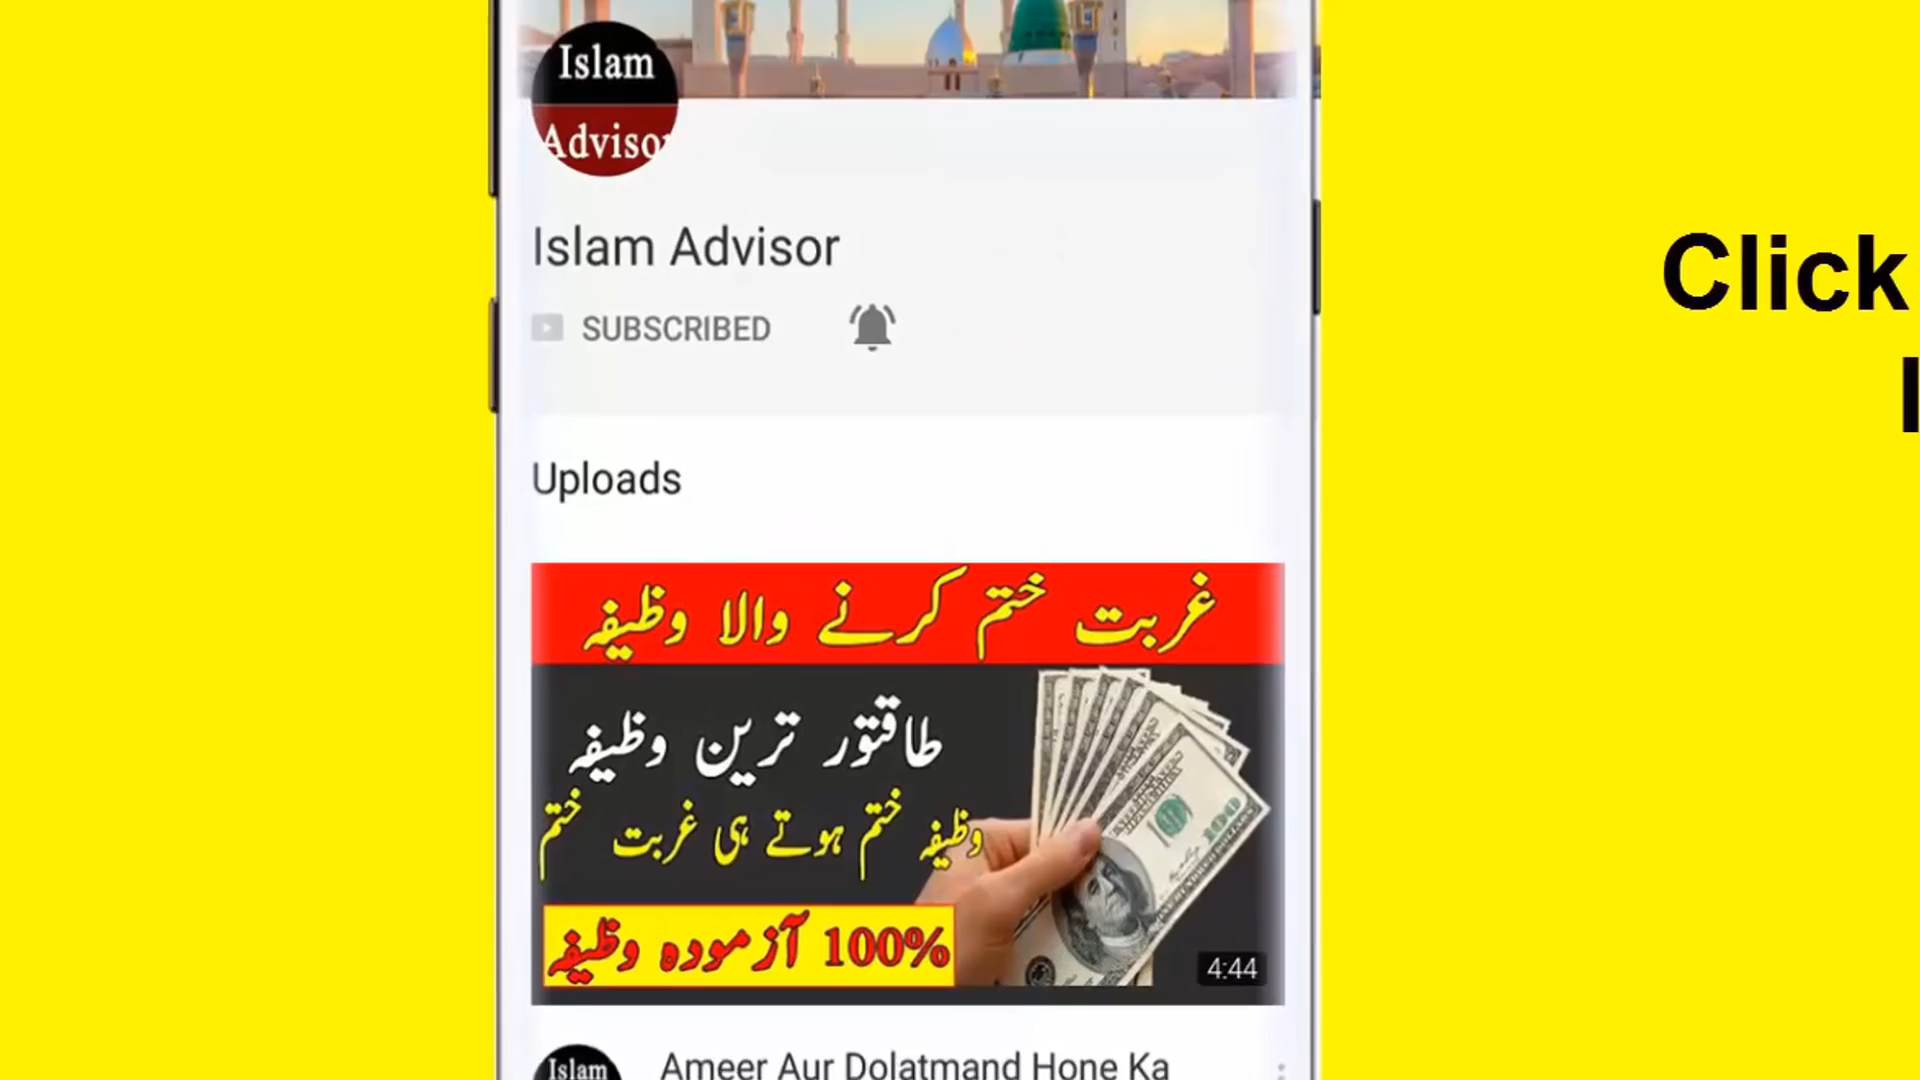 Islam
Advisor
Islam Advisor
SUBSCRIBED
Click
Uploads
غربت ختم کرنے والا وظیفہ
طاقتور ترین وظیفہ
وظیفہ ختم ہوتے ہی غربت ختم
100% آزمودہ وظیفہ
4:44
Islam
Ameer Aur Dolatmand Hone Ka